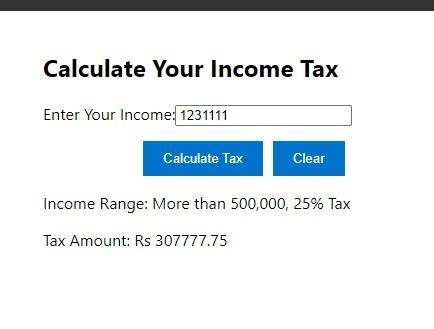 Calculate Your Income Tax
Enter Your Income: 1231111
Calculate Tax Clear
Income Range: More than 500,000, 25% Tax
Tax Amount: Rs 307777.75